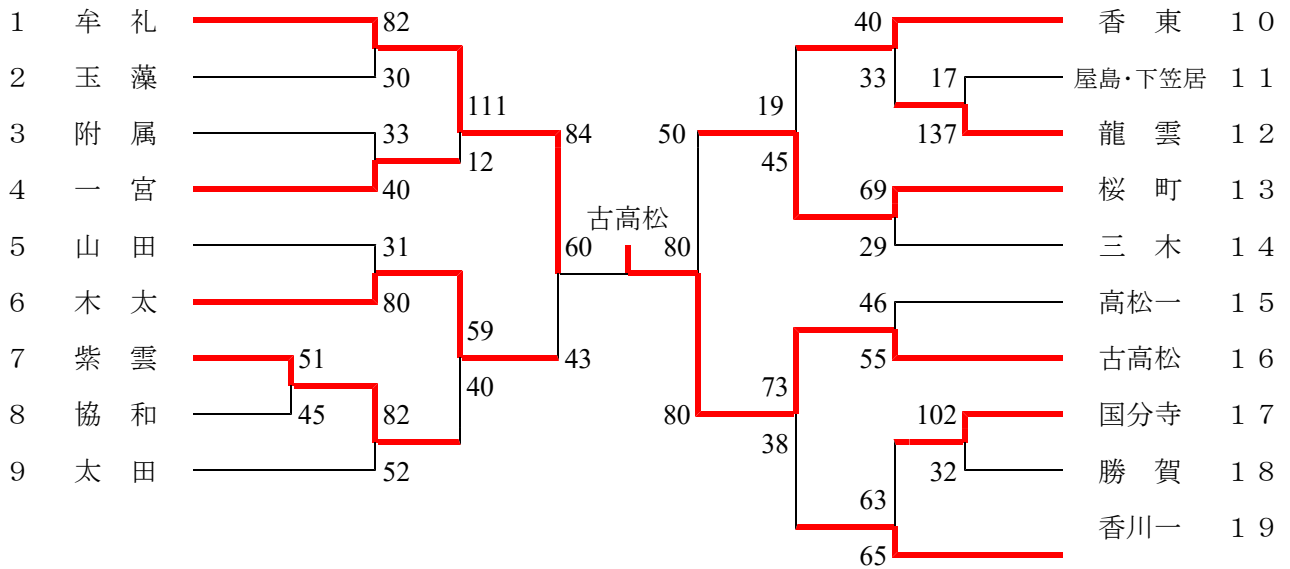 1 牟 礼 82 40 香 東 １０
2 玉 藻 30 33 17 屋島・下笠居 １１
111 19
3 附 属 33 84 50 137 龍 雲 １２
12 45
4 一 宮 40 69 桜 町 １３
古高松
5 山 田 31 60 80 29 三 木 １４
6 木 太 80 46 高松一 １５
59
7 紫 雲 51 43 55 古高松 １６
40 73
8 協 和 45 82 80 102 国分寺 １７
38
9 太 田 52 32 勝 賀 １８
63
香川一 １９
65